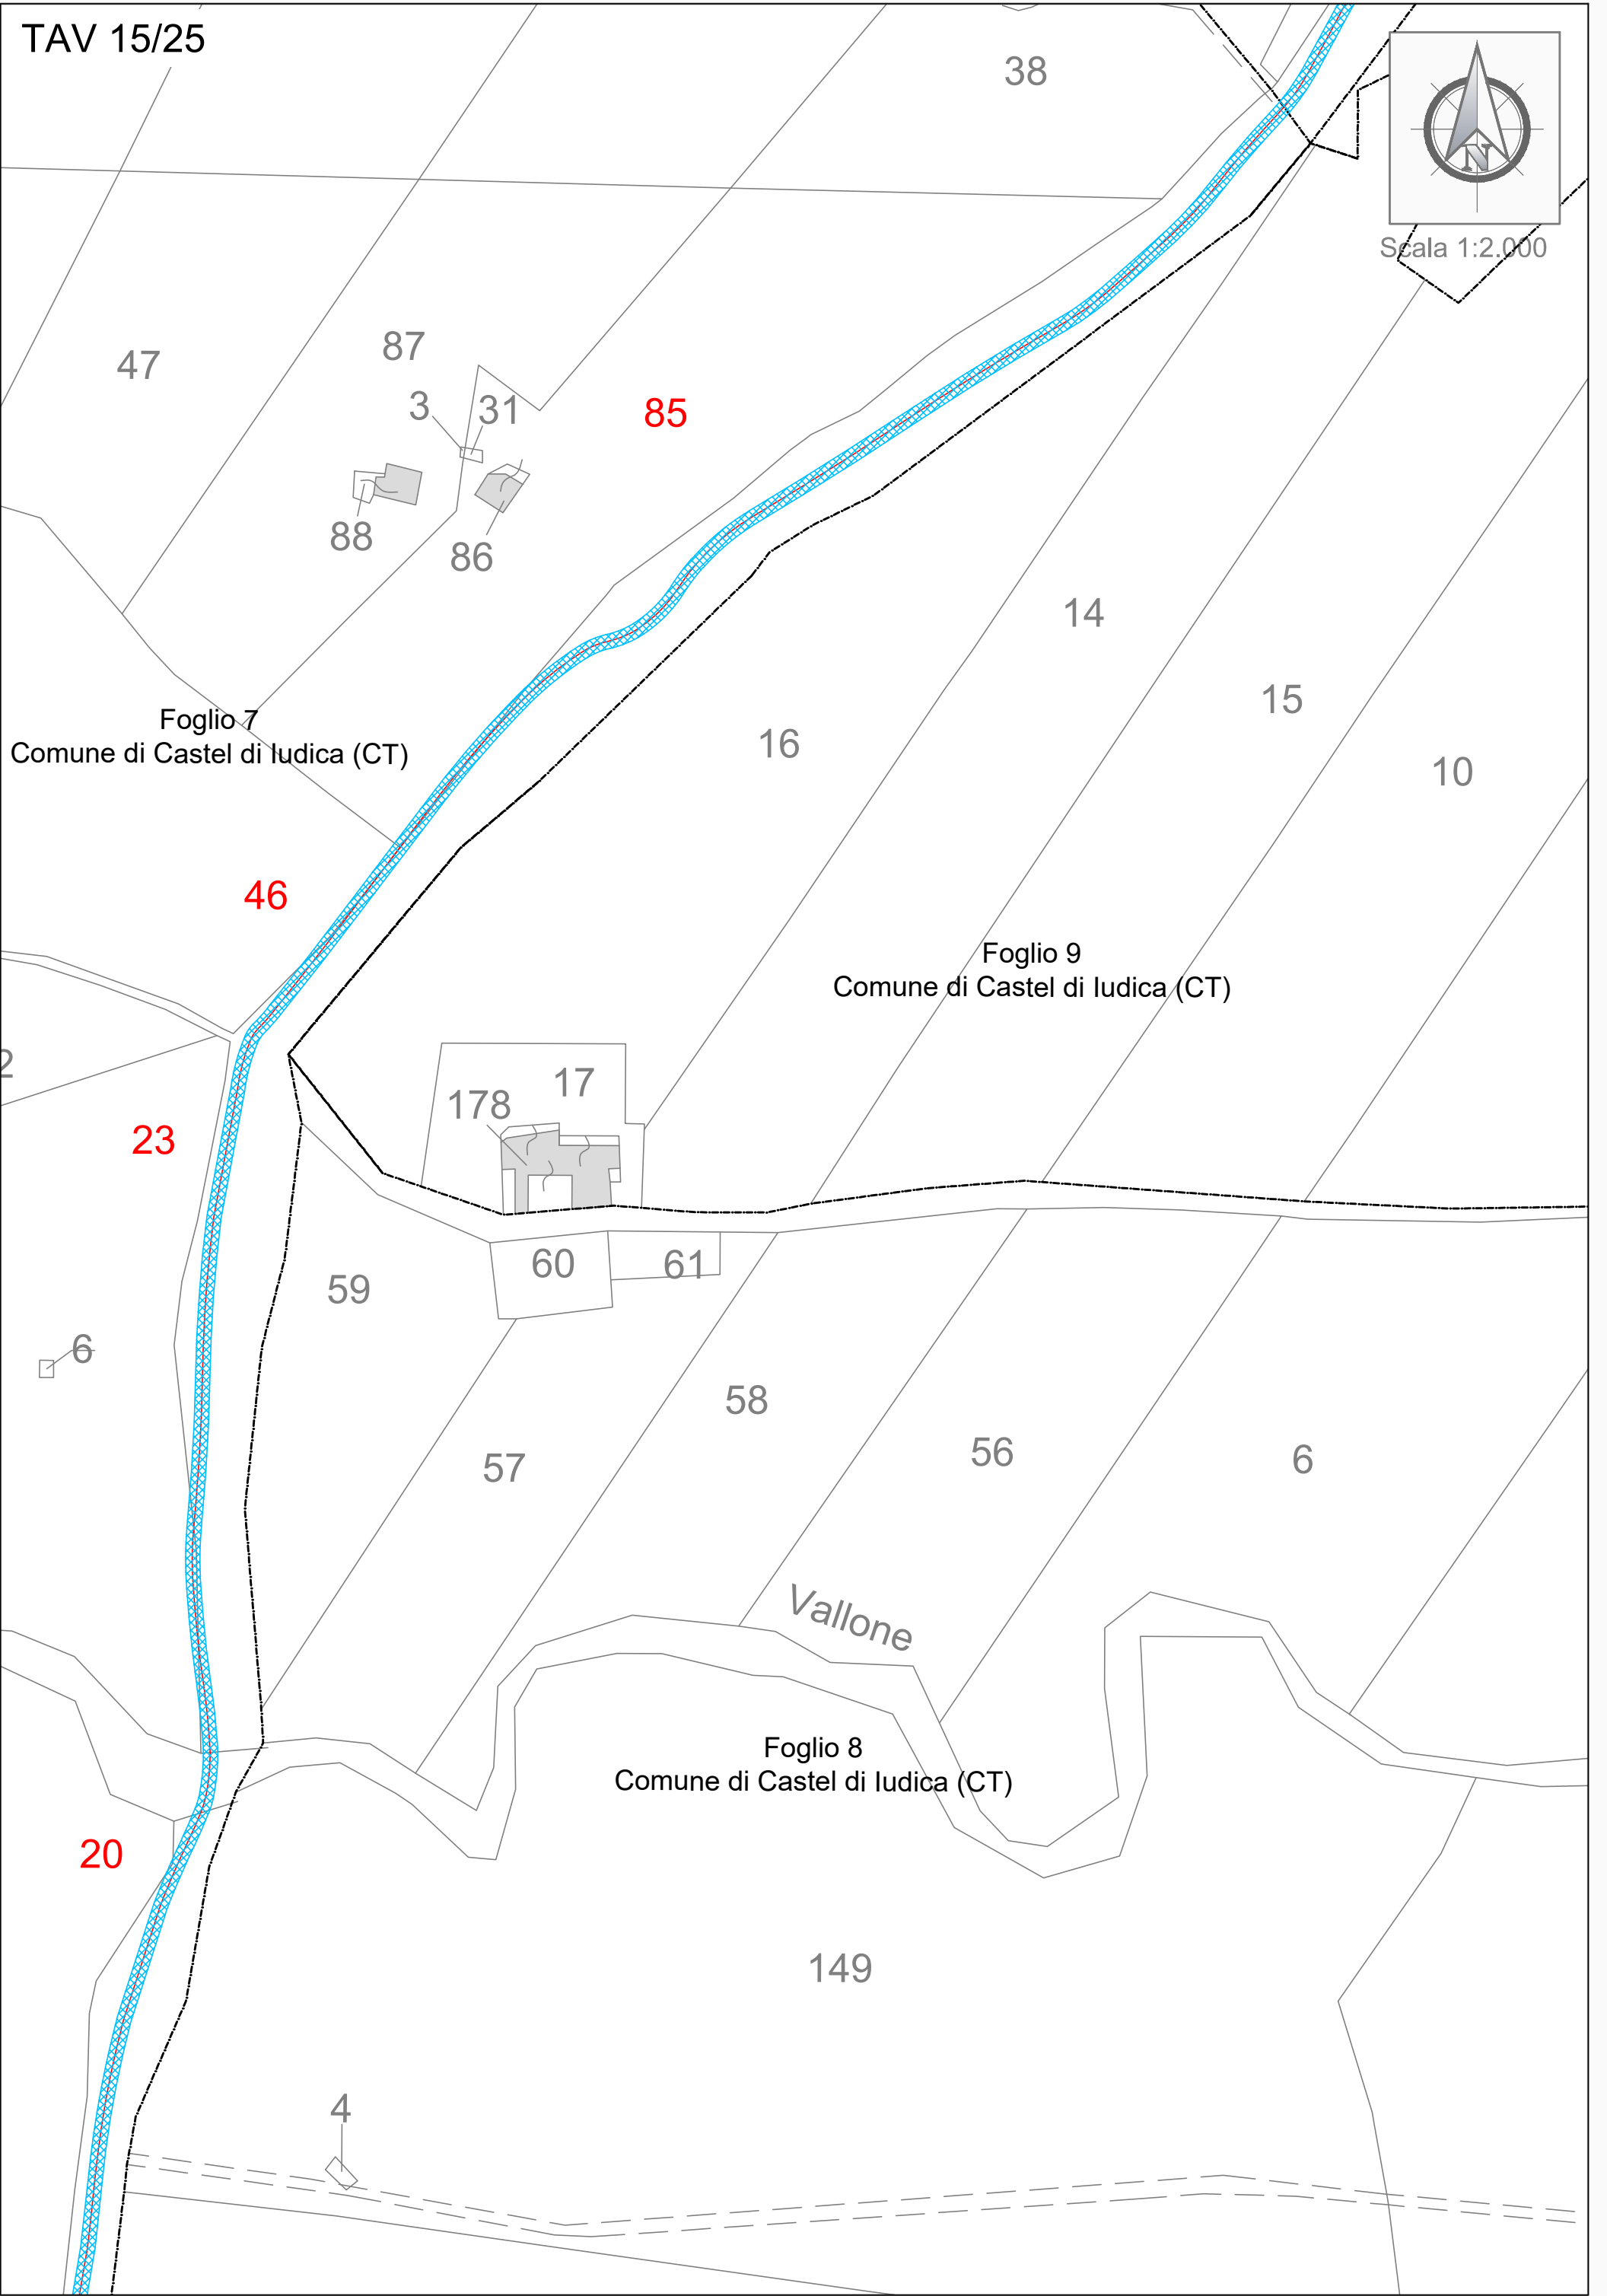 TAV 15/25
38
N
Scala 1:2.000
47
87
3
31
85
88
86
14
15
16
10
Foglio 7
Comune di Castel di Iudica (CT)
46
Foglio 9
Comune di Castel di Iudica (CT)
2
17
178
23
60
61
59
6
58
57
56
6
Vallone
Foglio 8
Comune di Castel di Iudica (CT)
20
149
4